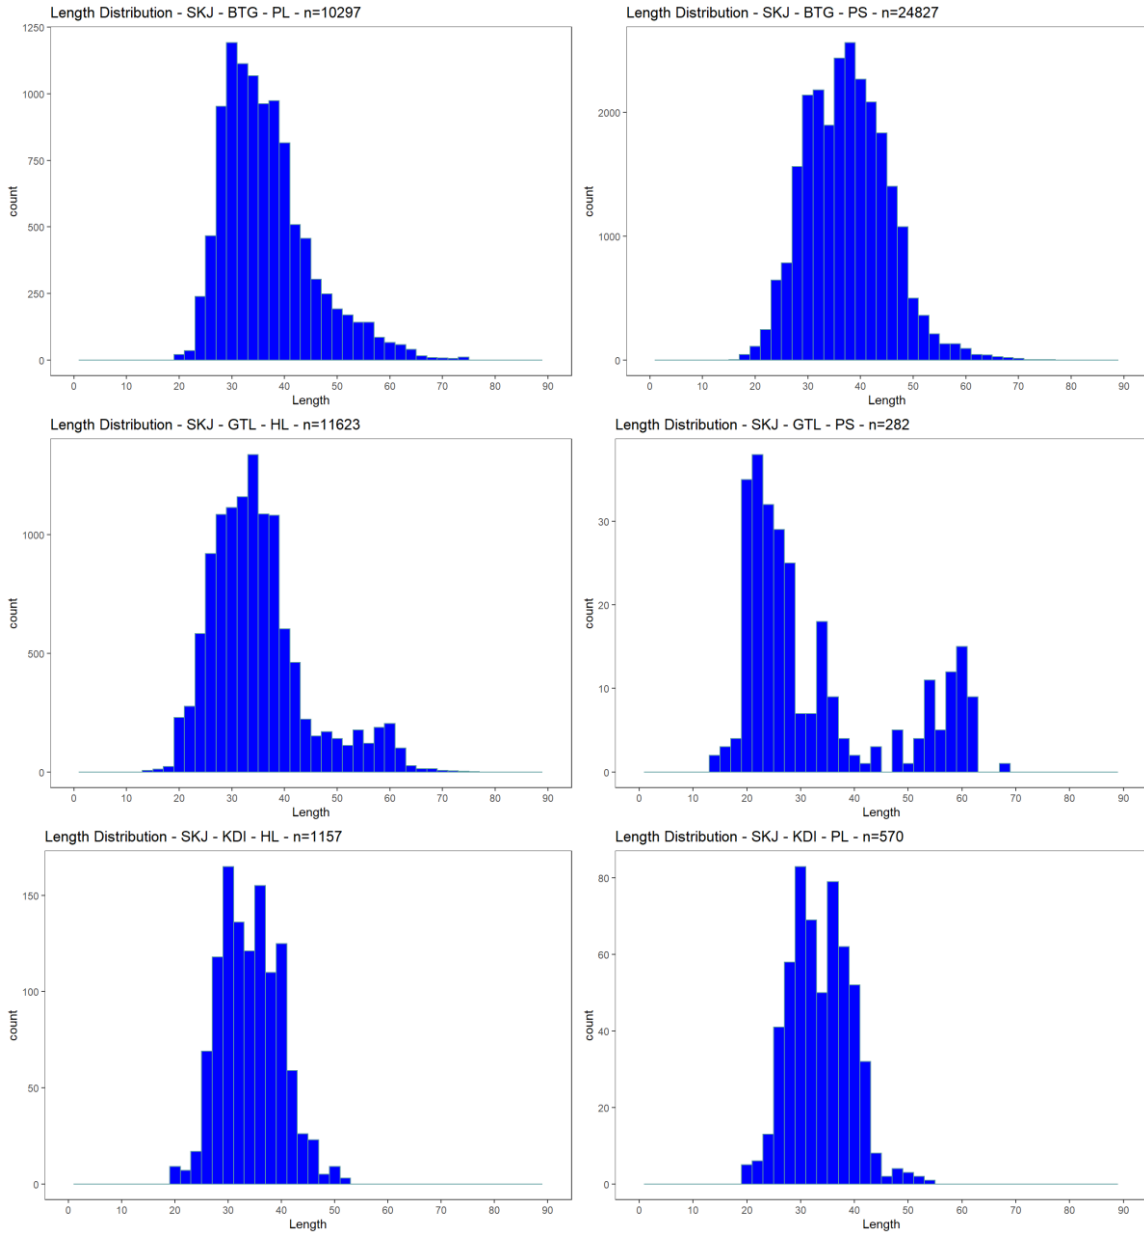 Length Distribution - SKJ - BTG - PL - n=10297
1250
1000
750
500
250
0
count
0 10 20 30 40 50 60 70 80 90
Length
Length Distribution - SKJ - BTG - PS - n=24827
2000
1000
0
count
0 10 20 30 40 50 60 70 80 90
Length
Length Distribution - SKJ - GTL - HL - n=11623
1000
500
0
count
0 10 20 30 40 50 60 70 80 90
Length
Length Distribution - SKJ - GTL - PS - n=282
30
20
10
0
count
0 10 20 30 40 50 60 70 80 90
Length
Length Distribution - SKJ - KDI - HL - n=1157
150
100
50
0
count
0 10 20 30 40 50 60 70 80 90
Length
Length Distribution - SKJ - KDI - PL - n=570
80
60
40
20
0
count
0 10 20 30 40 50 60 70 80 90
Length